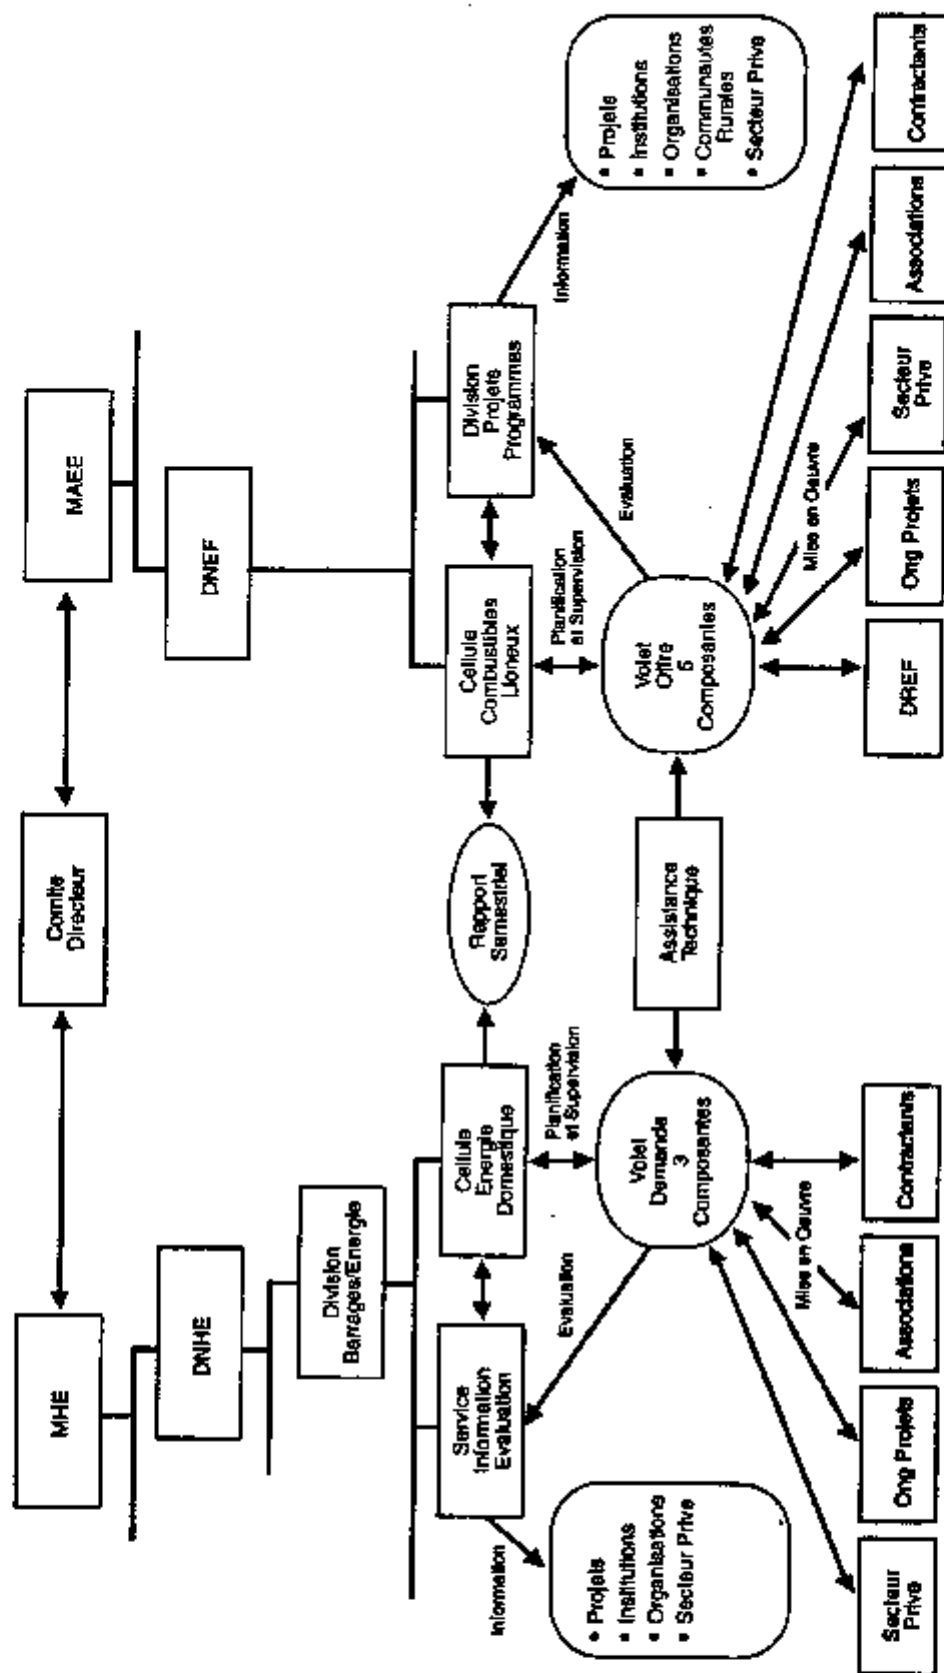 MHE
Comite
Directeur
MAEE
DNHE
DNEF
Division
Barrages/Energie
Service
Information
Evaluation
Cellule
Energie
Domestique
Rapport
Semestriel
Cellule
Combustibles
Ligneux
Division
Projets
Programmes
Information
Evaluation
Planification
et Supervision
Planification
et Supervision
Evaluation
Information
• Projets
• Institutions
• Organisations
• Secteur Prive
Volet
Demande
3
Composantes
Assistance
Technique
Volet
Offre
5
Composantes
• Projets
• Institutions
• Organisations
• Communautes
Rurales
• Secteur Prive
Mise en Oeuvre
Mise en Oeuvre
Secteur
Prive
Ong Projets
Associations
Contractants
DREF
Ong Projets
Secteur
Prive
Associations
Contractants